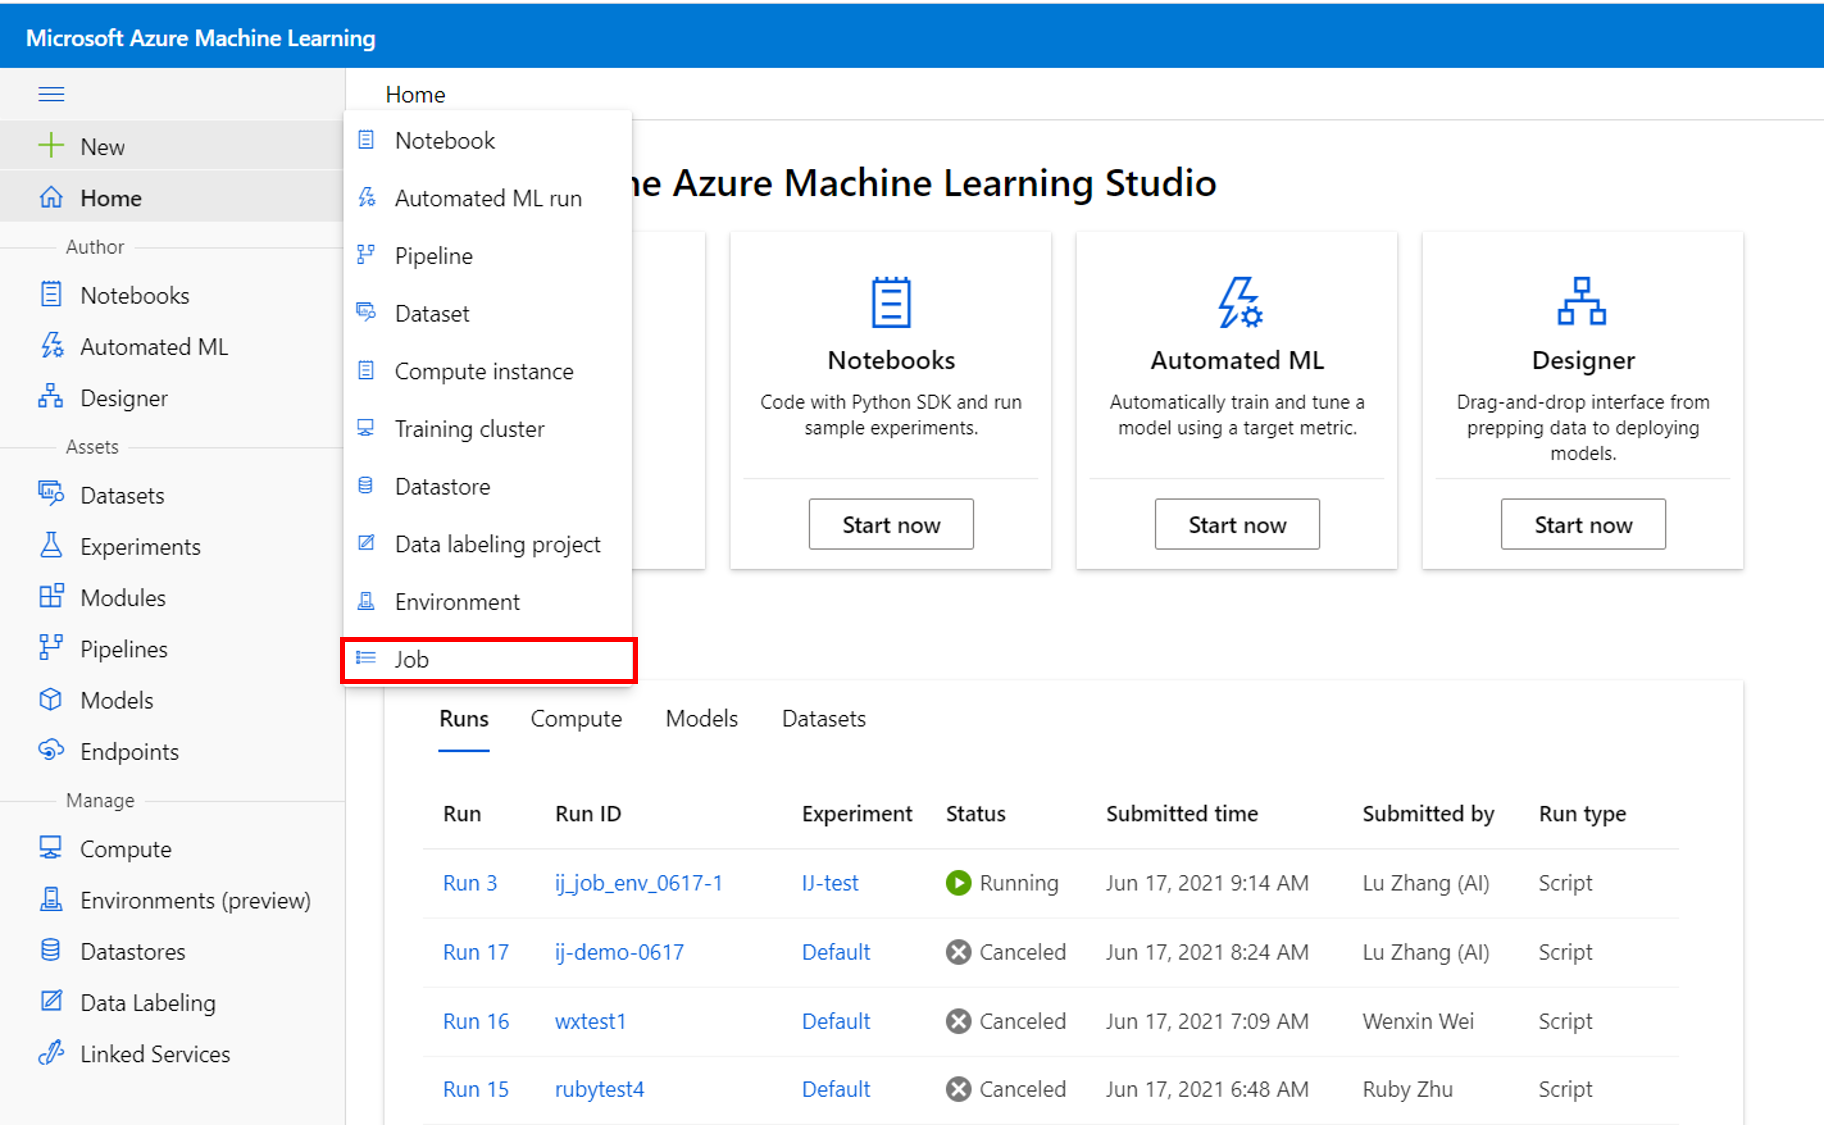 Microsoft Azure Machine Learning
New
Home
Author
Notebooks
Automated ML
Designer
Assets
Datasets
Experiments
Modules
Pipelines
Models
Endpoints
Manage
Compute
Environments (preview)
Datastores
Data Labeling
Linked Services
Home
Notebook
Automated ML run
Pipeline
Dataset
Compute instance
Training cluster
Datastore
Data labeling project
Environment
Job
Azure Machine Learning Studio
Notebooks
Code with Python SDK and run
sample experiments.
Start now
Automated ML
Automatically train and tune a
model using a target metric.
Start now
Designer
Drag-and-drop interface from
prepping data to deploying
models.
Start now
Runs Compute Models Datasets
Run Run ID Experiment Status Submitted time Submitted by Run type
Run 3 ij_job_env_0617-1 IJ-test Running Jun 17, 2021 9:14 AM Lu Zhang (AI) Script
Run 17 ij-demo-0617 Default Canceled Jun 17, 2021 8:24 AM Lu Zhang (AI) Script
Run 16 wxtest1 Default Canceled Jun 17, 2021 7:09 AM Wenxin Wei Script
Run 15 rubytest4 Default Canceled Jun 17, 2021 6:48 AM Ruby Zhu Script